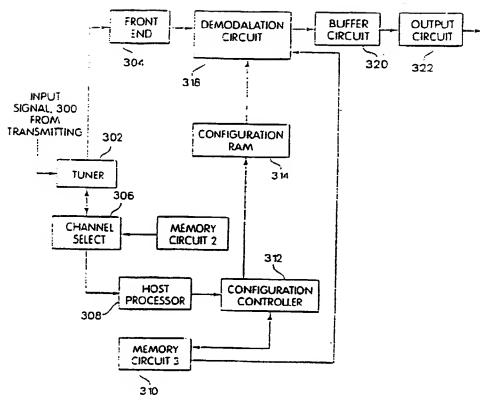 FRONT
END
304
DEMODALATION
CIRCUIT
318
BUFFER
CIRCUIT
320
OUTPUT
CIRCUIT
322
INPUT
SIGNAL, 300
FROM
TRANSMITTING
302
TUNER
CONFIGURATION
RAM
314
306
CHANNEL
SELECT
MEMORY
CIRCUIT 2
312
HOST
PROCESSOR
308
CONFIGURATION
CONTROLLER
MEMORY
CIRCUIT 3
310